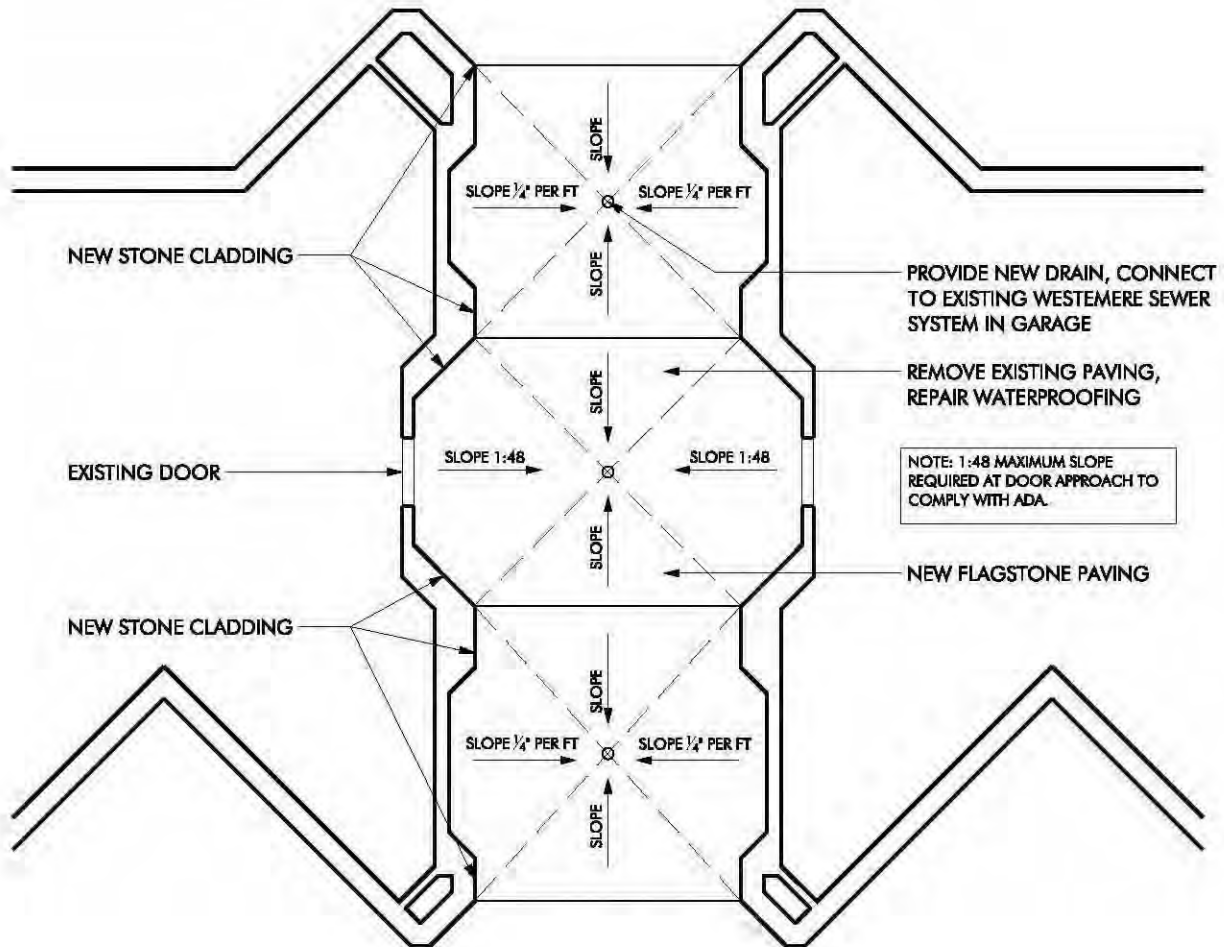 SLOPE
SLOPE ¼" PER FT
SLOPE ¼" PER FT
SLOPE
NEW STONE CLADDING
PROVIDE NEW DRAIN, CONNECT
TO EXISTING WESTEMERE SEWER
SYSTEM IN GARAGE
SLOPE
REMOVE EXISTING PAVING,
REPAIR WATERPROOFING
EXISTING DOOR
SLOPE 1:48
SLOPE 1:48
NOTE: 1:48 MAXIMUM SLOPE
REQUIRED AT DOOR APPROACH TO
COMPLY WITH ADA.
SLOPE
NEW FLAGSTONE PAVING
NEW STONE CLADDING
SLOPE
SLOPE ¼" PER FT
SLOPE ¼" PER FT
SLOPE